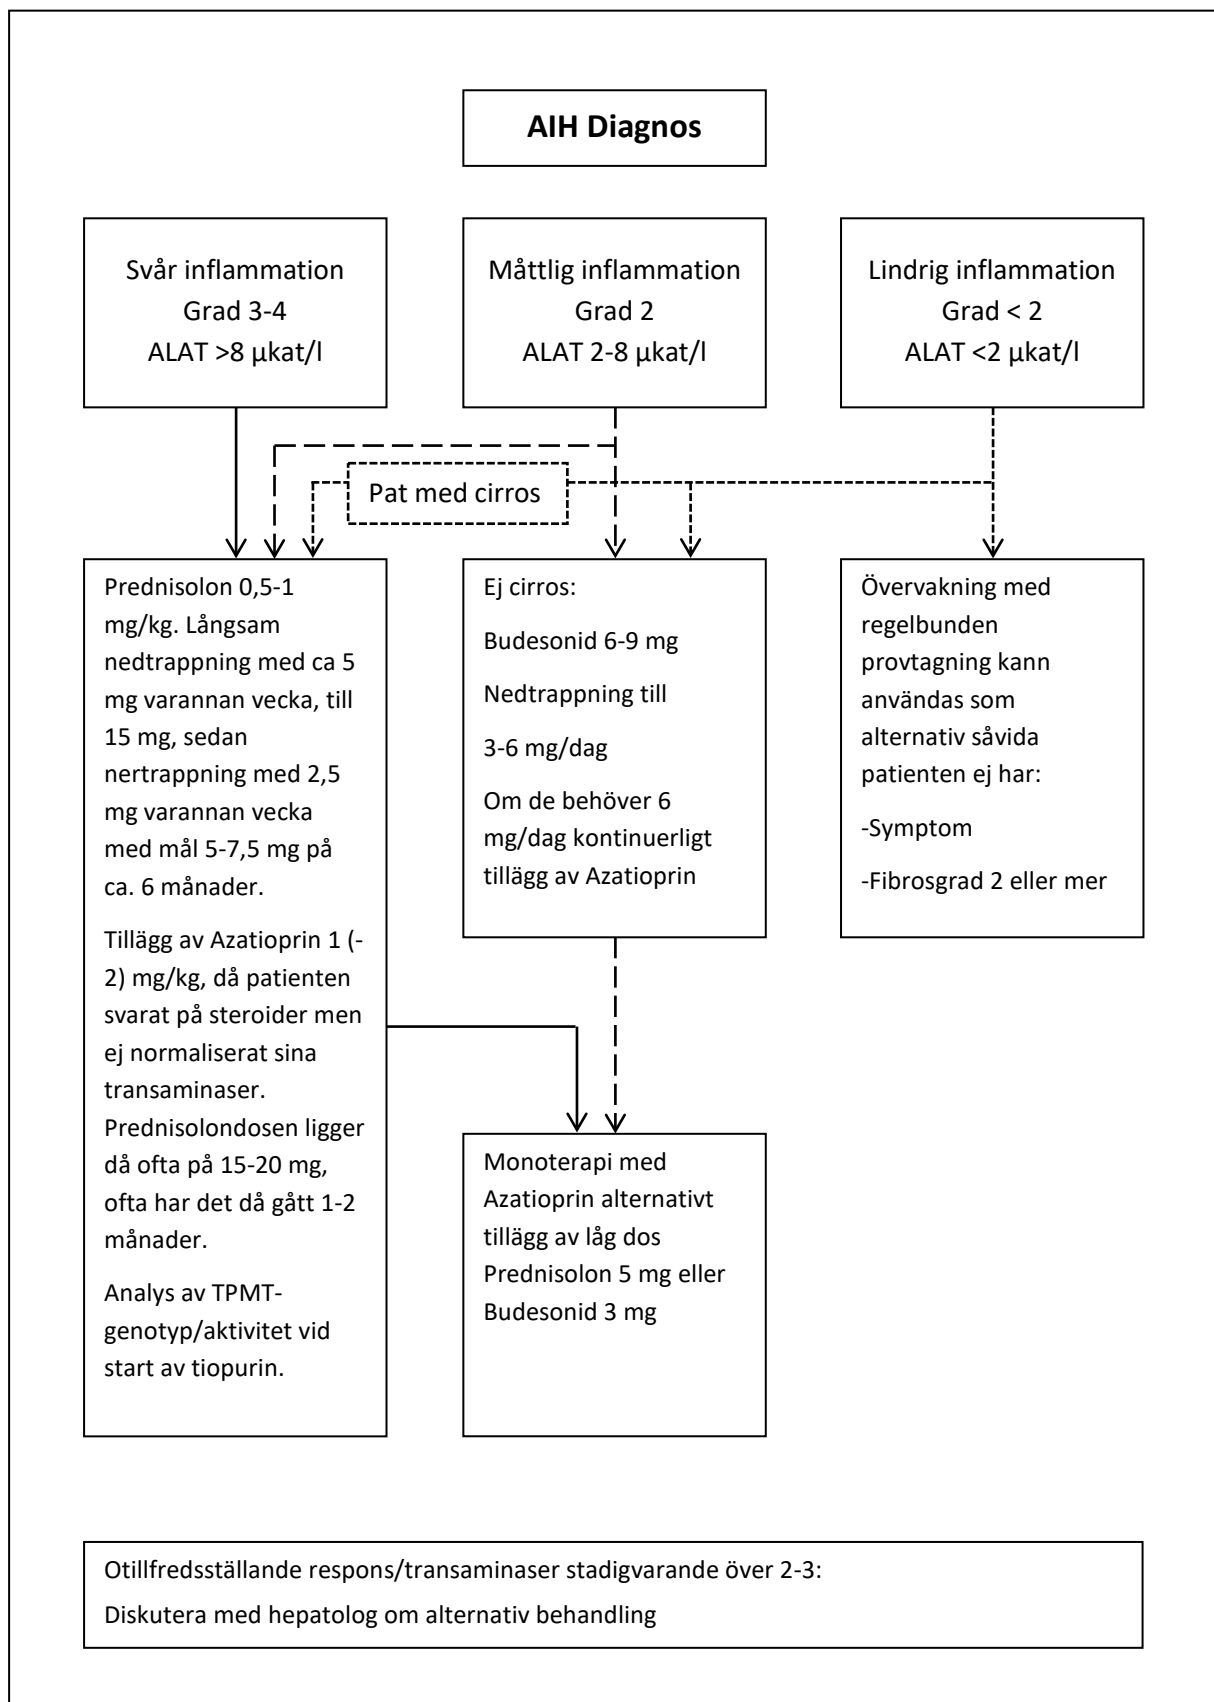 AIH Diagnos
Svår inflammation
Grad 3-4
ALAT >8 µkat/l
Måttlig inflammation
Grad 2
ALAT 2-8 µkat/l
Lindrig inflammation
Grad < 2
ALAT <2 µkat/l
Pat med cirros
Prednisolon 0,5-1
mg/kg. Långsam
nedtrappning med ca 5
mg varannan vecka, till
15 mg, sedan
nertrappning med 2,5
mg varannan vecka
med mål 5-7,5 mg på
ca. 6 månader.
Tillägg av Azatioprin 1 (-
2) mg/kg, då patienten
svarat på steroider men
ej normaliserat sina
transaminaser.
Prednisolondosen ligger
då ofta på 15-20 mg,
ofta har det då gått 1-2
månader.
Analys av TPMT-
genotyp/aktivitet vid
start av tiopurin.
Ej cirros:
Budesonid 6-9 mg
Nedtrappning till
3-6 mg/dag
Om de behöver 6
mg/dag kontinuerligt
tillägg av Azatioprin
Övervakning med
regelbunden
provtagning kann
användas som
alternativ såvida
patienten ej har:
-Symptom
-Fibrosgrad 2 eller mer
Monoterapi med
Azatioprin alternativt
tillägg av låg dos
Prednisolon 5 mg eller
Budesonid 3 mg
Otillfredsställande respons/transaminaser stadigvarande över 2-3:
Diskutera med hepatolog om alternativ behandling